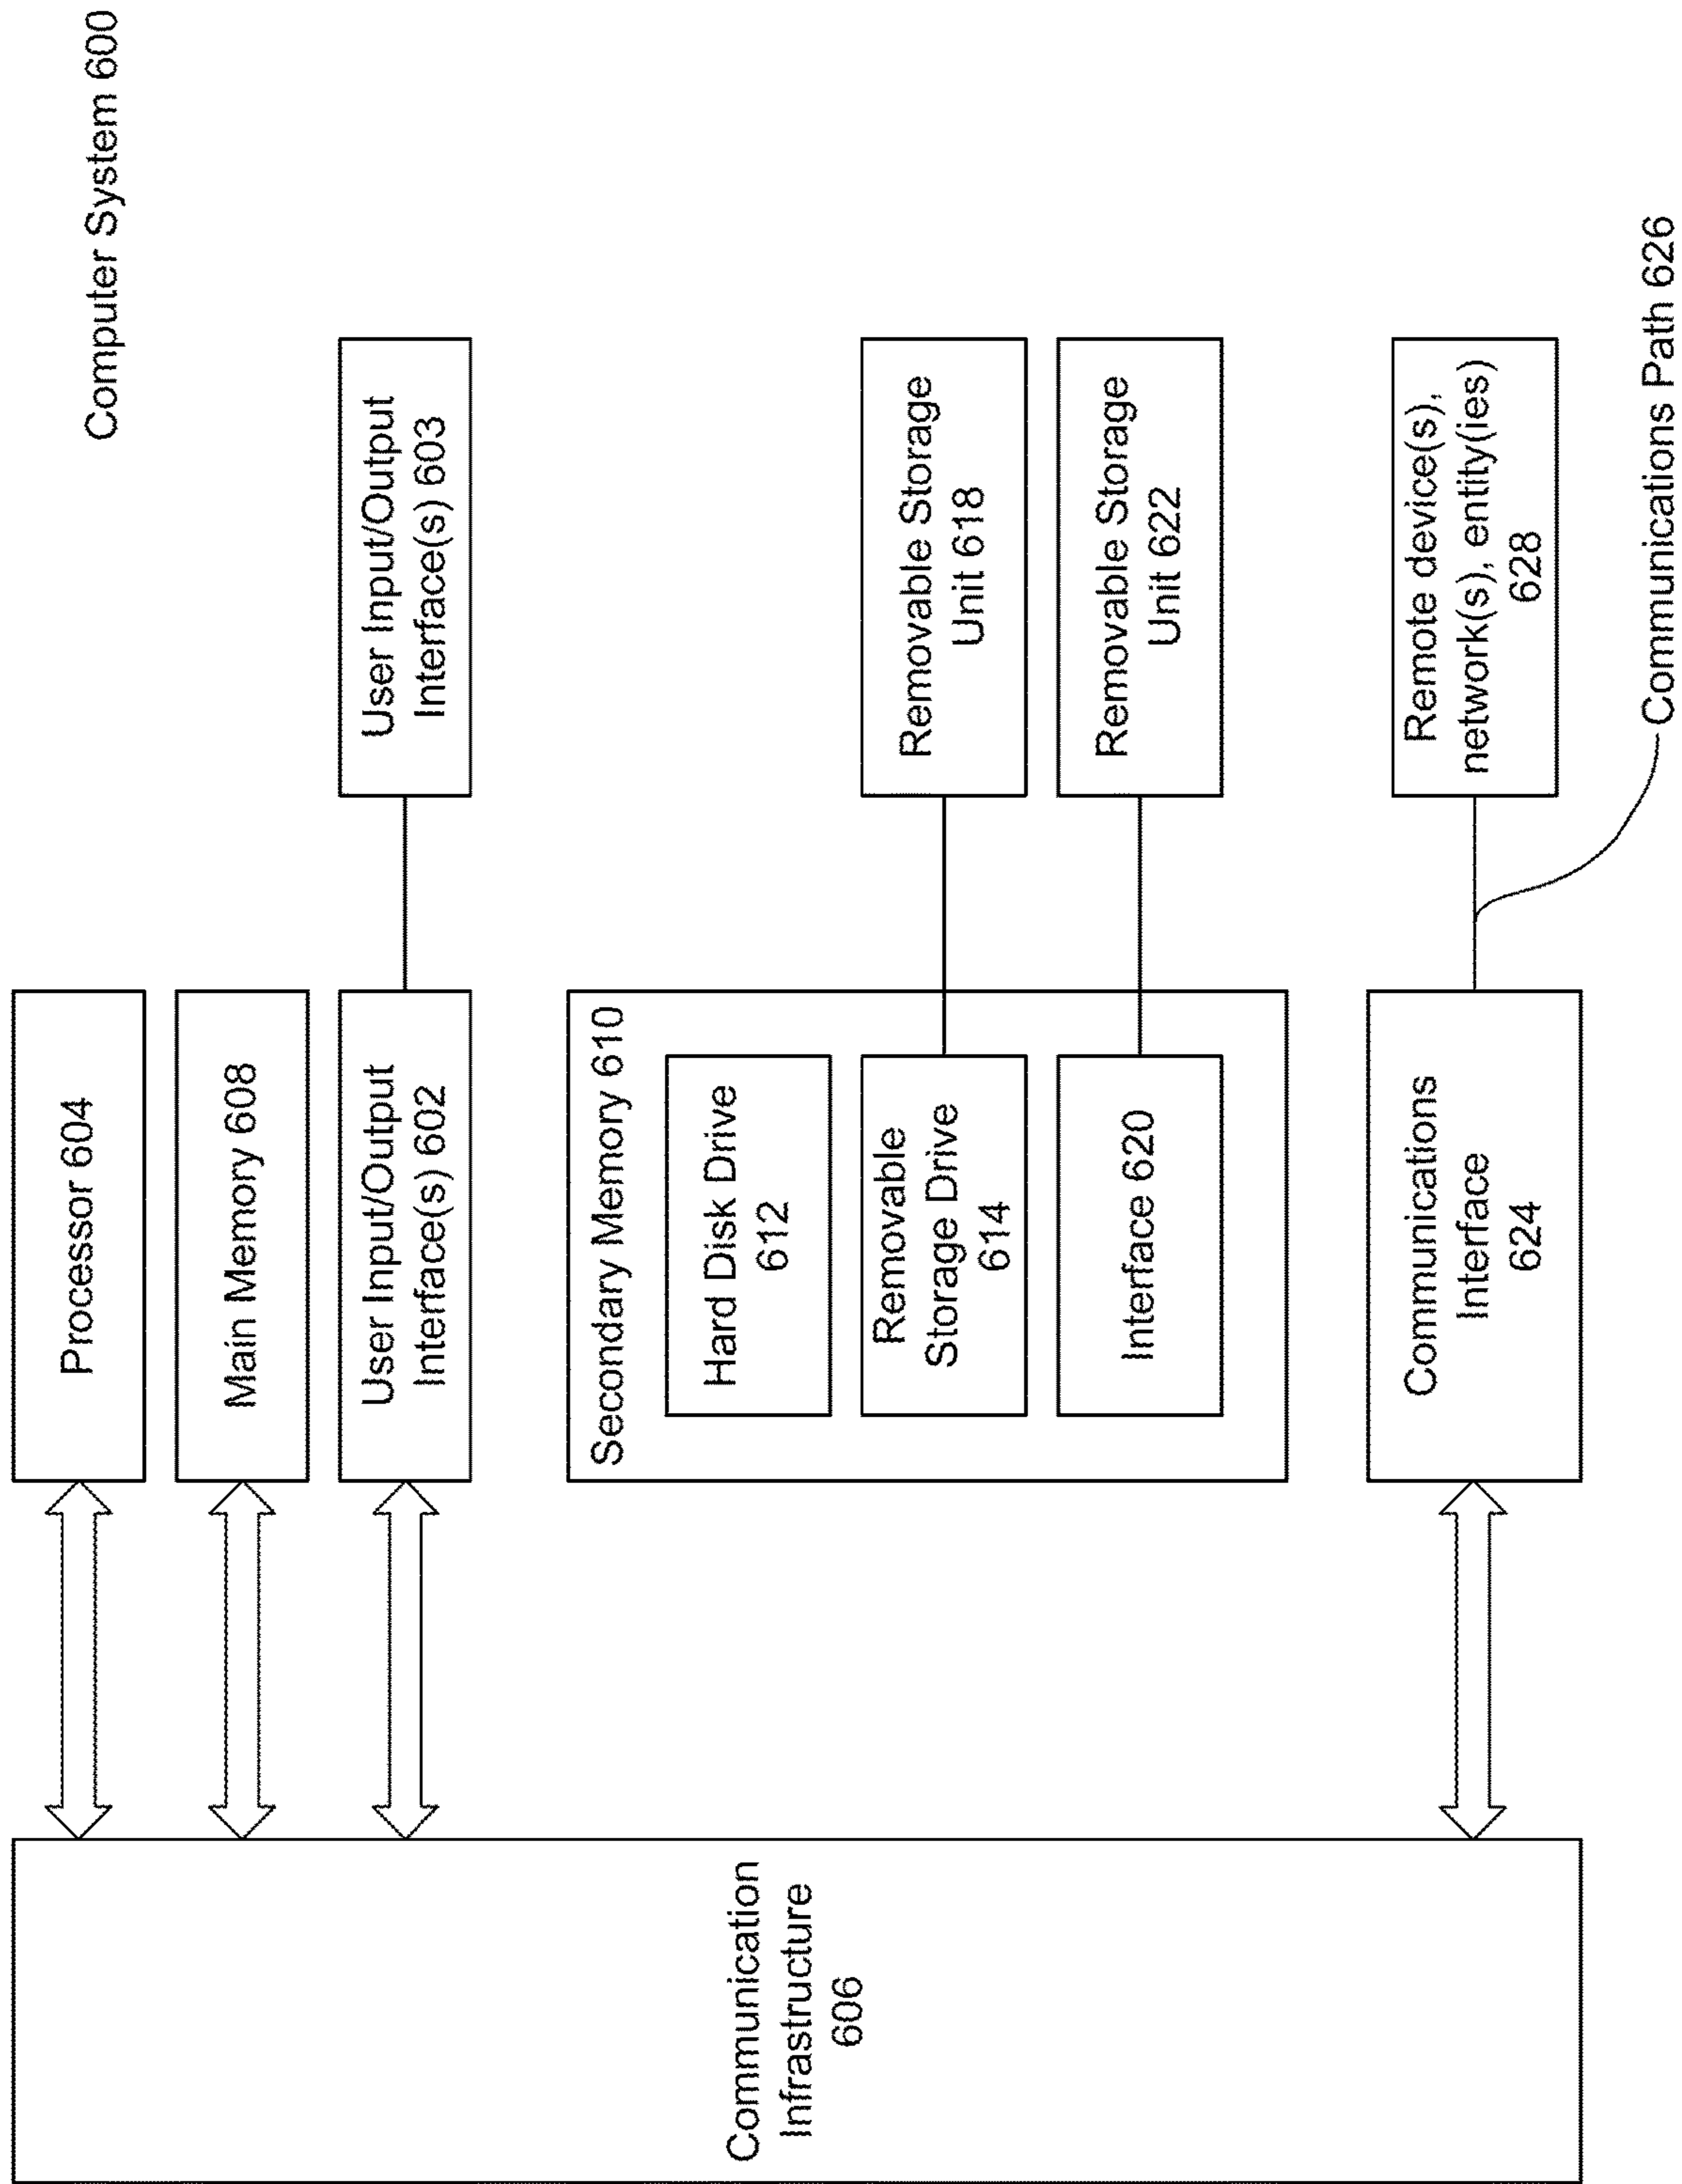 Computer System 600
Processor 604
Main Memory 608
User Input/Output
Interface(s) 602
User Input/Output
Interface(s) 603
Communication
Infrastructure
606
Secondary Memory 610
Hard Disk Drive
612
Removable
Storage Drive
614
Removable Storage
Unit 618
Interface 620
Removable Storage
Unit 622
Communications
Interface
624
Remote device(s),
network(s), entity(ies)
628
Communications Path 626